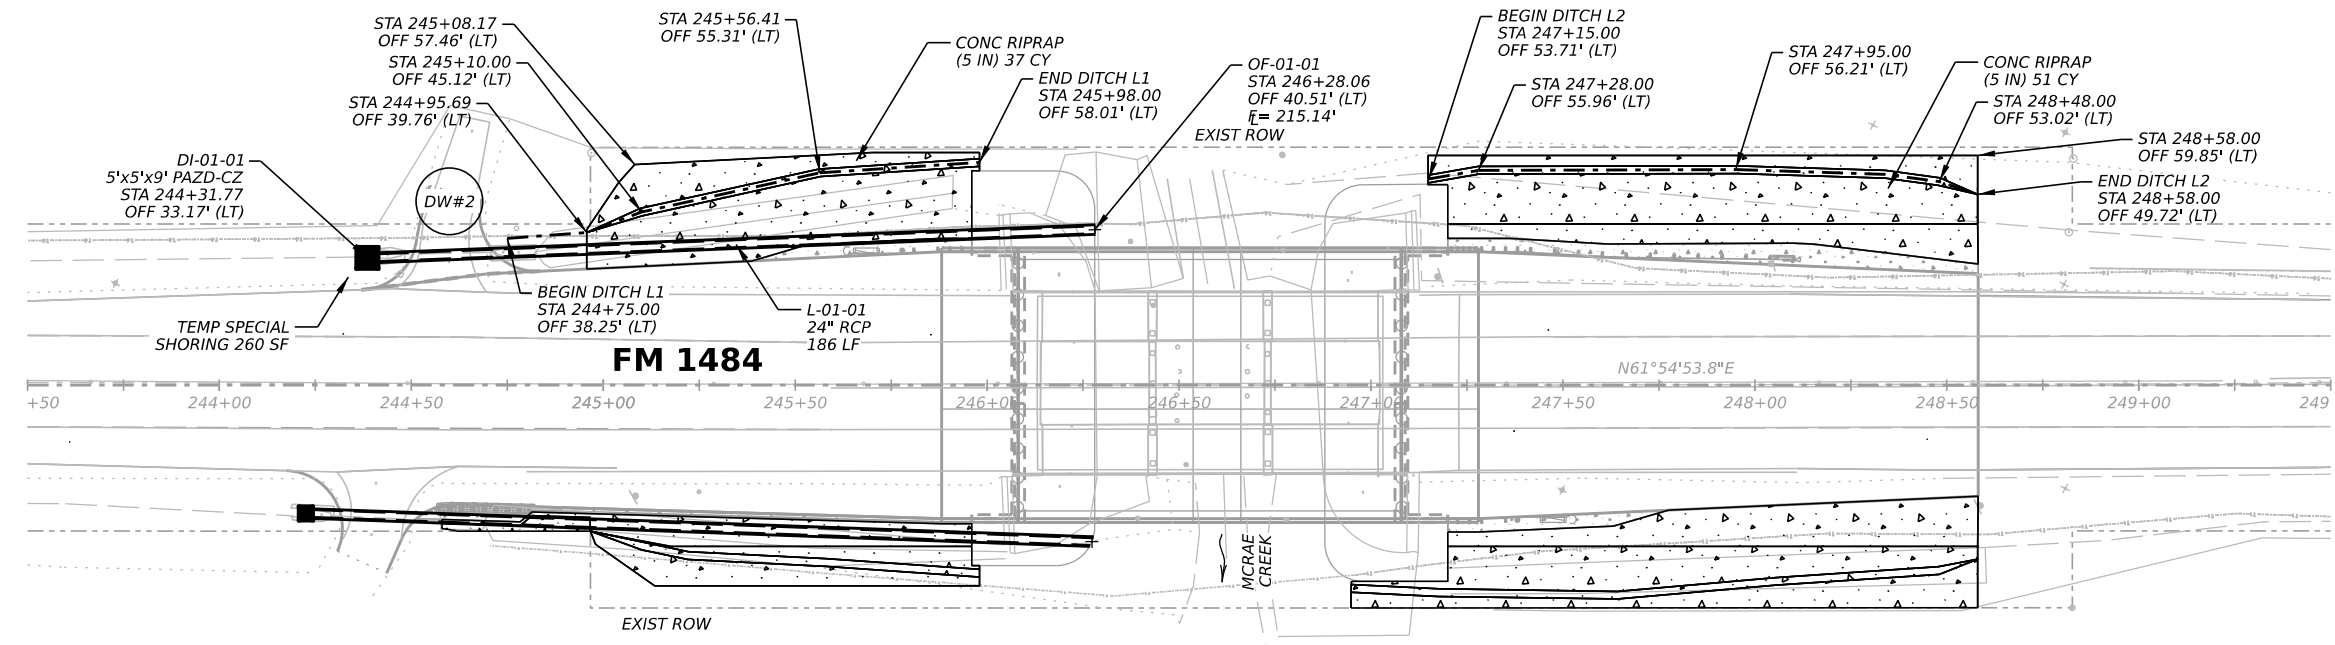 STA 245+08.17
OFF 57.46' (LT)
STA 245+10.00
OFF 45.12' (LT)
STA 244+95.69
OFF 39.76' (LT)
DI-01-01
5'x5'x9' PAZD-CZ
STA 244+31.77
OFF 33.17' (LT)
DW#2
STA 245+56.41
OFF 55.31' (LT)
CONC RIPRAP
(5 IN) 37 CY
END DITCH L1
STA 245+98.00
OFF 58.01' (LT)
OF-01-01
STA 246+28.06
OFF 40.51' (LT)
= 215.14'
EXIST ROW
BEGIN DITCH L2
STA 247+15.00
OFF 53.71' (LT)
STA 247+28.00
OFF 55.96' (LT)
STA 247+95.00
OFF 56.21' (LT)
CONC RIPRAP
(5 IN) 51 CY
STA 248+48.00
OFF 53.02' (LT)
STA 248+58.00
OFF 59.85' (LT)
END DITCH L2
STA 248+58.00
OFF 49.72' (LT)
TEMP SPECIAL
SHORING 260 SF
BEGIN DITCH L1
STA 244+75.00
OFF 38.25' (LT)
L-01-01
24" RCP
186 LF
FM 1484
N61°54'53.8"E
+50
244+00
244+50
245+00
245+50
246+0
246+50
247+00
247+50
248+00
248+50
249+00
249
MCRAE
CREEK
EXIST ROW